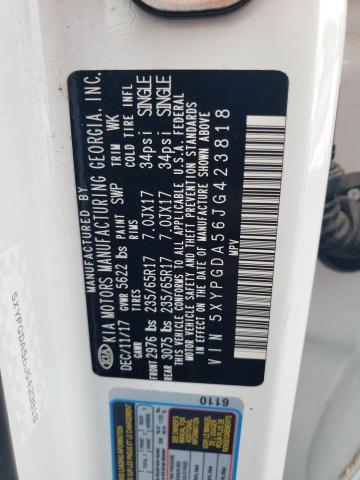 MANUFACTURED BY
KIA KIA MOTORS MANUFACTURING GEORGIA, INC.
DEC/11/17 PAINT SWP TRIM WK
GVWR 5622 lbs
GAWR RIMS COLD TIRE INFL
FRONT 2976 lbs 235/65R17 7.0JX17 34psi SINGLE
REAR 3075 lbs 235/65R17 7.0JX17 34psi SINGLE
THIS VEHICLE CONFORMS TO ALL APPLICABLE U.S.A. FEDERAL
MOTOR VEHICLE SAFETY, BUMPER, AND THEFT PREVENTION STANDARDS IN
EFFECT ON THE DATE OF MANUFACTURE SHOWN ABOVE
VIN 5XYPGDA56JG423818
MPV
5XYPGDA56JG423818
6110